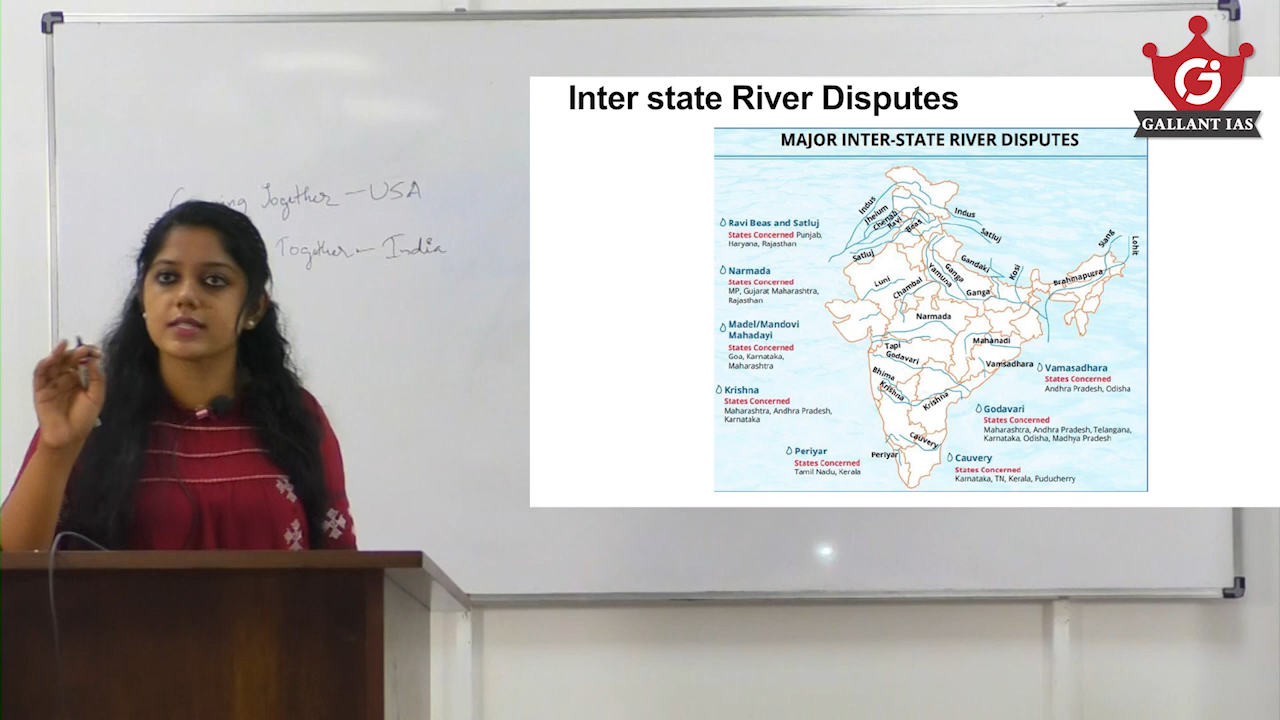 GALLANT IAS
Together – USA
Together – India
Inter state River Disputes
MAJOR INTER-STATE RIVER DISPUTES
Ravi Beas and Satluj
States Concerned Punjab,
Haryana, Rajasthan
Narmada
States Concerned
MP, Gujarat Maharashtra,
Rajasthan
Madel/Mandovi
Mahadayi
States Concerned
Goa, Karnataka,
Maharashtra
Krishna
States Concerned
Maharashtra, Andhra Pradesh,
Karnataka
Periyar
States Concerned
Tamil Nadu, Kerala
Indus
Jhelum
Chenab
Ravi
Beas
Indus
Satluj
Satluj
Luni
Chambal
Yamuna
Ganga
Gandaki
Kosi
Ganga
Brahmaputra
Siang
Lohit
Narmada
Tapi
Godavari
Mahanadi
Vamsadhara
Bhima
Krishna
Krishna
Cauvery
Periyar
Vamasadhara
States Concerned
Andhra Pradesh, Odisha
Godavari
States Concerned
Maharashtra, Andhra Pradesh, Telangana,
Karnataka, Odisha, Madhya Pradesh
Cauvery
States Concerned
Karnataka, TN, Kerala, Puducherry